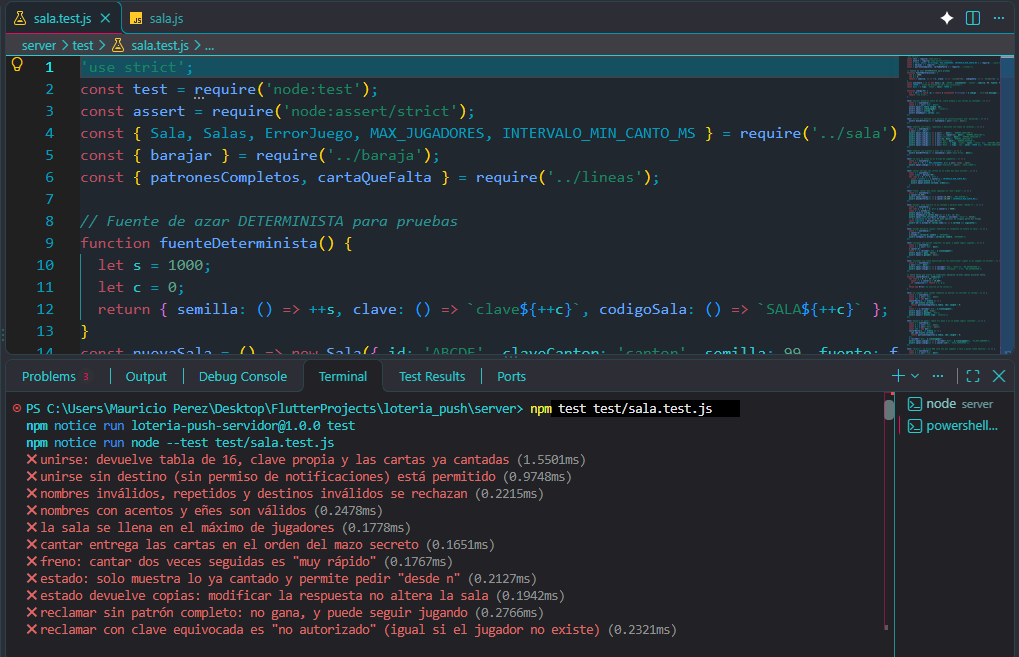 sala.test.js
sala.js
server > test > sala.test.js > ...
1 'use strict';
2 const test = require('node:test');
3 const assert = require('node:assert/strict');
4 const { Sala, Salas, ErrorJuego, MAX_JUGADORES, INTERVALO_MIN_CANTO_MS } = require('../sala')
5 const { barajar } = require('../baraja');
6 const { patronesCompletos, cartaQueFalta } = require('../lineas');
7
8 // Fuente de azar DETERMINISTA para pruebas
9 function fuenteDeterminista() {
10 let s = 1000;
11 let c = 0;
12 return { semilla: () => ++s, clave: () => `clave${++c}`, codigoSala: () => `SALA${++c}` };
13 }
14 const nuevaSala = () => new Sala({ id: 'ABCDE', claveCantor: 'cantor', semilla: 99, fuente: f
Problems 3 Output Debug Console Terminal Test Results Ports
PS C:\Users\Mauricio Perez\Desktop\FlutterProjects\loteria_push\server> npm test test/sala.test.js
npm notice run loteria-push-servidor@1.0.0 test
npm notice run node --test test/sala.test.js
unirse: devuelve tabla de 16, clave propia y las cartas ya cantadas (1.5501ms)
unirse sin destino (sin permiso de notificaciones) está permitido (0.9748ms)
nombres inválidos, repetidos y destinos inválidos se rechazan (0.2215ms)
nombres con acentos y eñes son válidos (0.2478ms)
la sala se llena en el máximo de jugadores (0.1778ms)
cantar entrega las cartas en el orden del mazo secreto (0.1651ms)
freno: cantar dos veces seguidas es "muy rápido" (0.1767ms)
estado: solo muestra lo ya cantado y permite pedir "desde n" (0.2127ms)
estado devuelve copias: modificar la respuesta no altera la sala (0.1942ms)
reclamar sin patrón completo: no gana, y puede seguir jugando (0.2766ms)
reclamar con clave equivocada es "no autorizado" (igual si el jugador no existe) (0.2321ms)
node server
powershell...